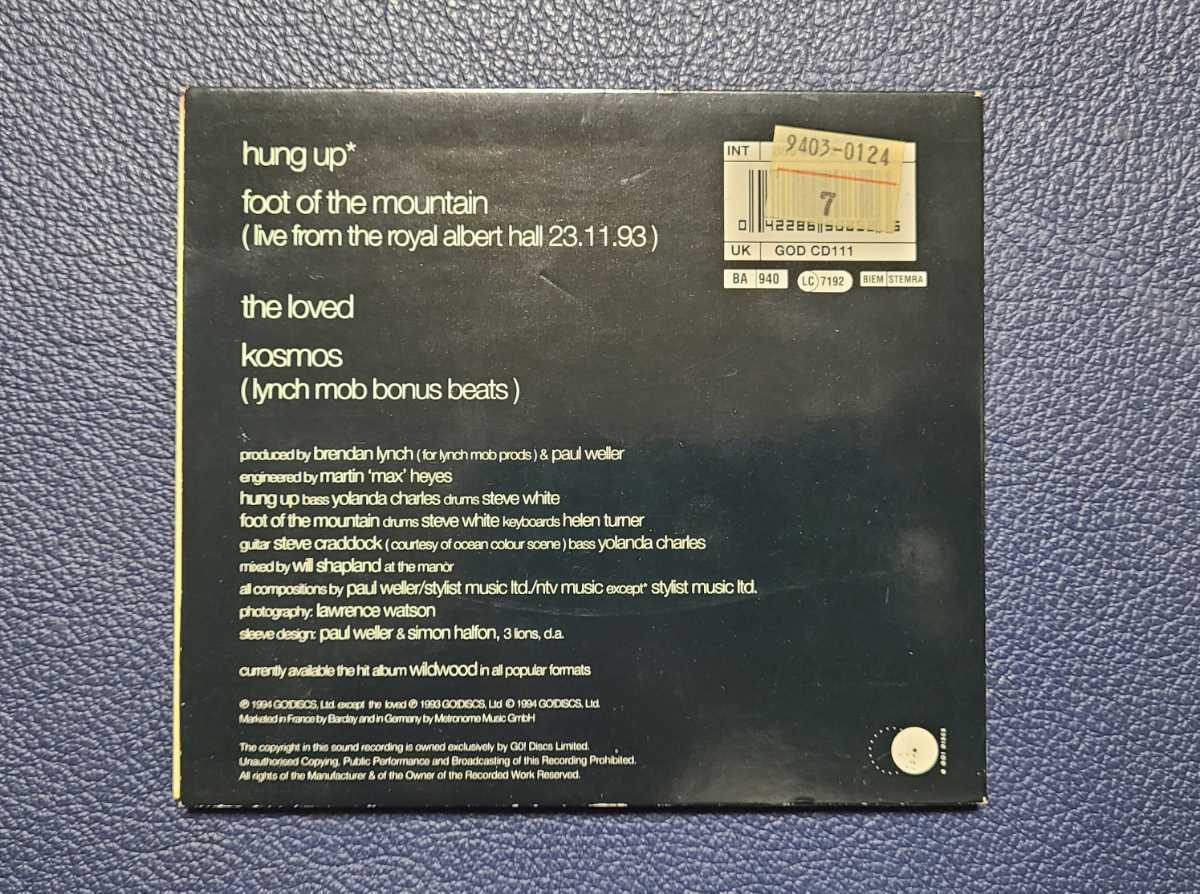 hung up*
foot of the mountain
( live from the royal albert hall 23.11.93 )
the loved
kosmos
( lynch mob bonus beats )
INT
9403-0124
7
0 42286
UK GOD CD111
BA 940 LC 7192 BIEM STEMRA
produced by brendan lynch ( for lynch mob prods ) & paul weller
engineered by martin 'max' heyes
hung up bass yolanda charles drums steve white
foot of the mountain drums steve white keyboards helen turner
guitar steve craddock ( courtesy of ocean colour scene ) bass yolanda charles
mixed by will shapland at the manor
all compositions by paul weller/stylist music ltd./ntv music except* stylist music ltd.
photography: lawrence watson
sleeve design: paul weller & simon halfon, 3 lions, d.a.
currently available the hit album wildwood in all popular formats
℗ 1994 GO!DISCS, Ltd. except the loved ℗ 1993 GO!DISCS, Ltd © 1994 GO!DISCS, Ltd.
Marketed in France by Barclay and in Germany by Metronome Music GmbH
The copyright in this sound recording is owned exclusively by GO! Discs Limited.
Unauthorised Copying, Public Performance and Broadcasting of this Recording Prohibited.
All rights of the Manufacturer & of the Owner of the Recorded Work Reserved.
GO! DISCS